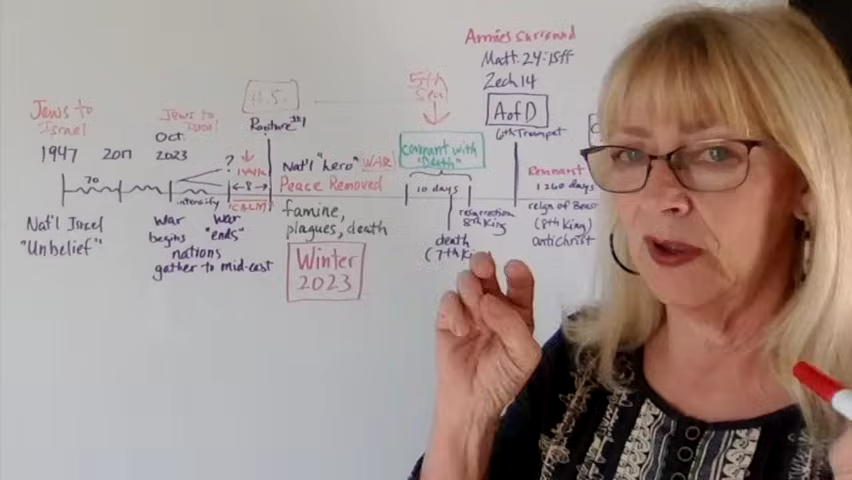 Armies surround
Matt. 24:15ff
Zech 14
AofD
6th Trumpet
5th
Seal
H.S.
Rapture #1
Jews to
Israel
1947
2017
Jews to
Israel
Oct.
2023
?
70
intensify
8
"CALM"
Nat'l "hero" WAR
Peace Removed
famine,
plagues, death
Winter
2023
covenant with
"Death"
10 days
resurrection
8th King
death
(7th Ki
Remnant
1260 days
reign of Beast
(8th King)
antichrist
Nat'l Israel
"Unbelief"
War
begins
War
"ends"
nations
gather to mid-east